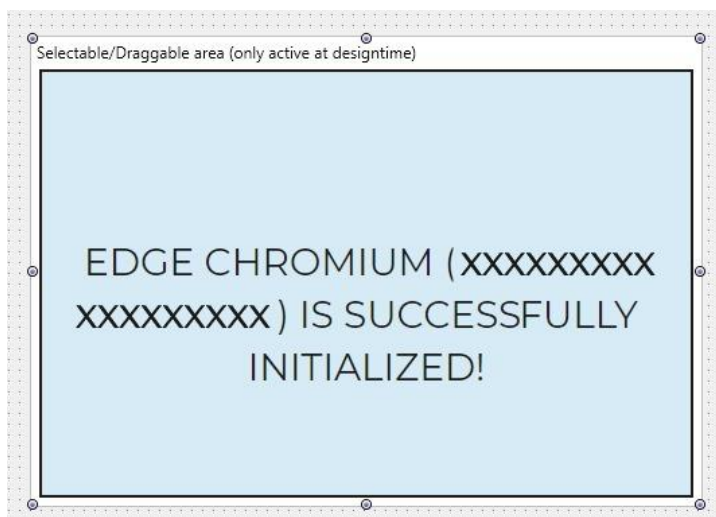 Selectable/Draggable area (only active at designtime)
EDGE CHROMIUM (XXXXXXXXX
XXXXXXXXX) IS SUCCESSFULLY
INITIALIZED!